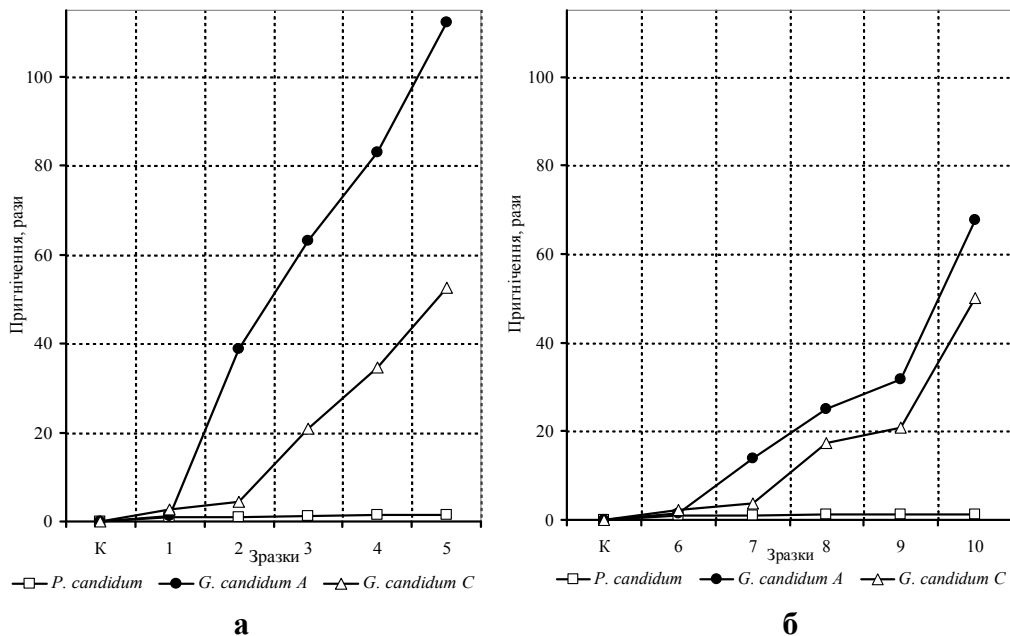 Пригнічення, рази
100
80
60
40
20
0
К 1 2 3 4 5
Зразки
P. candidum G. candidum A G. candidum C
а
Пригнічення, рази
100
80
60
40
20
0
К 6 7 8 9 10
Зразки
P. candidum G. candidum A G. candidum C
б